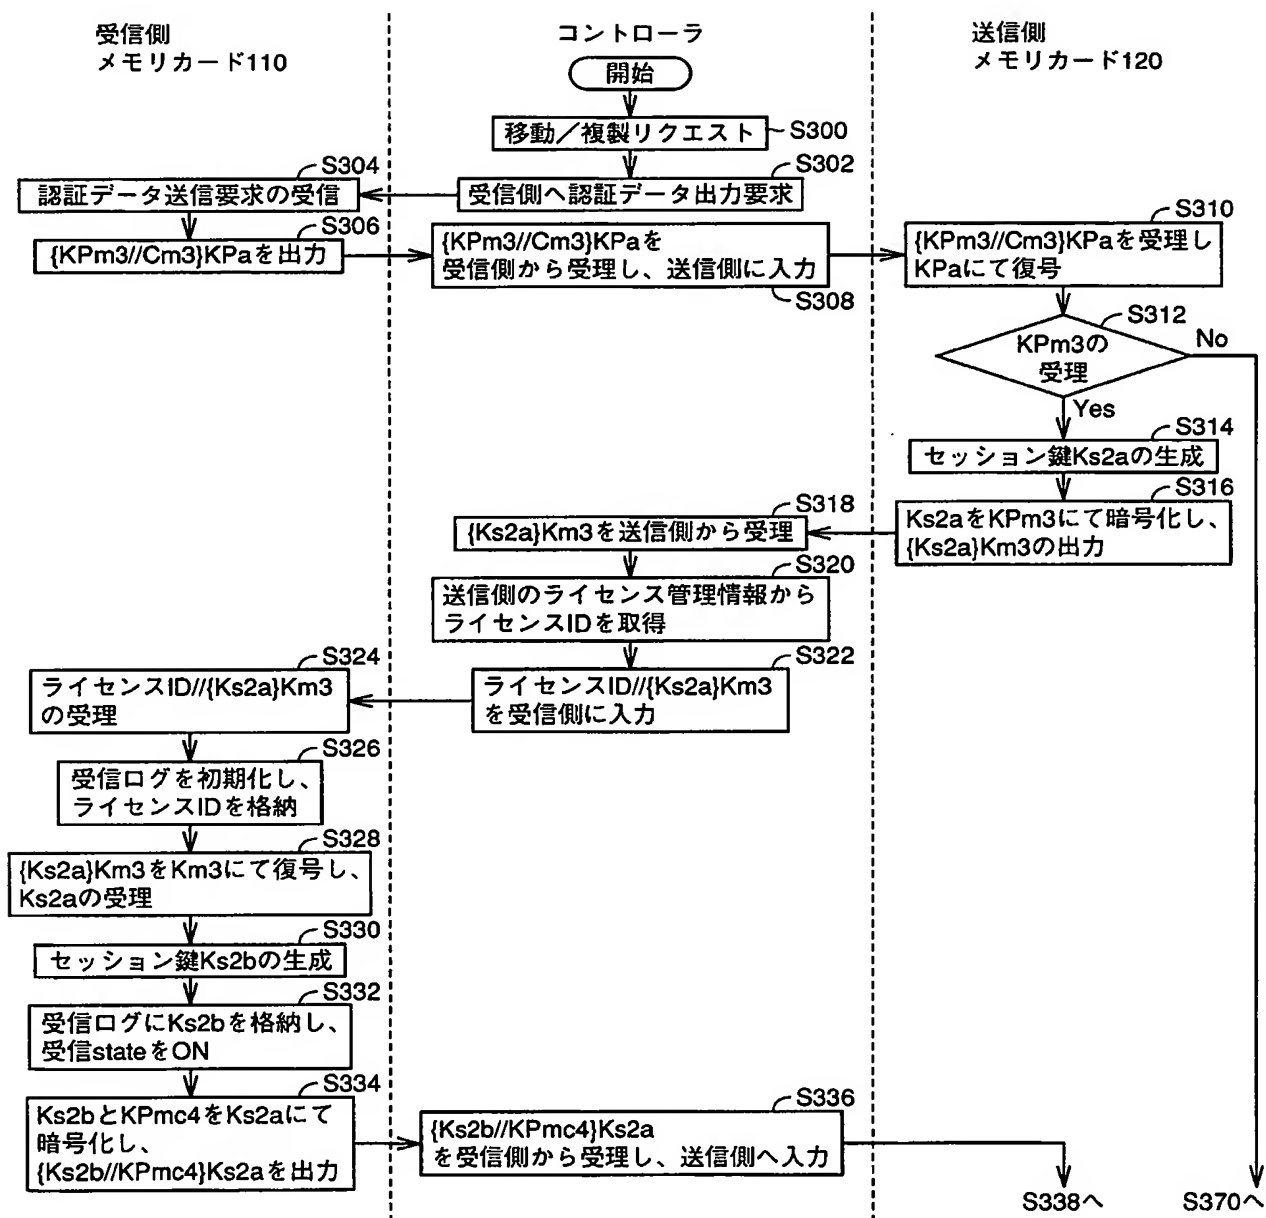 受信側
メモリカード110
コントローラ
送信側
メモリカード120
開始
移動／複製リクエスト
S300
S302
受信側へ認証データ出力要求
S304
認証データ送信要求の受信
S306
{KPm3//Cm3}KPaを出力
{KPm3//Cm3}KPaを
受信側から受理し、送信側に入力
S308
S310
{KPm3//Cm3}KPaを受理し
KPaにて復号
S312
KPm3の
受理
No
Yes
S314
セッション鍵Ks2aの生成
S316
Ks2aをKPm3にて暗号化し、
{Ks2a}Km3の出力
S318
{Ks2a}Km3を送信側から受理
S320
送信側のライセンス管理情報から
ライセンスIDを取得
S322
ライセンスID//{Ks2a}Km3
を受信側に入力
S324
ライセンスID//{Ks2a}Km3
の受理
S326
受信ログを初期化し、
ライセンスIDを格納
S328
{Ks2a}Km3をKm3にて復号し、
Ks2aの受理
S330
セッション鍵Ks2bの生成
S332
受信ログにKs2bを格納し、
受信stateをON
S334
Ks2bとKPmc4をKs2aにて
暗号化し、
{Ks2b//KPmc4}Ks2aを出力
S336
{Ks2b//KPmc4}Ks2a
を受信側から受理し、送信側へ入力
S338へ
S370へ